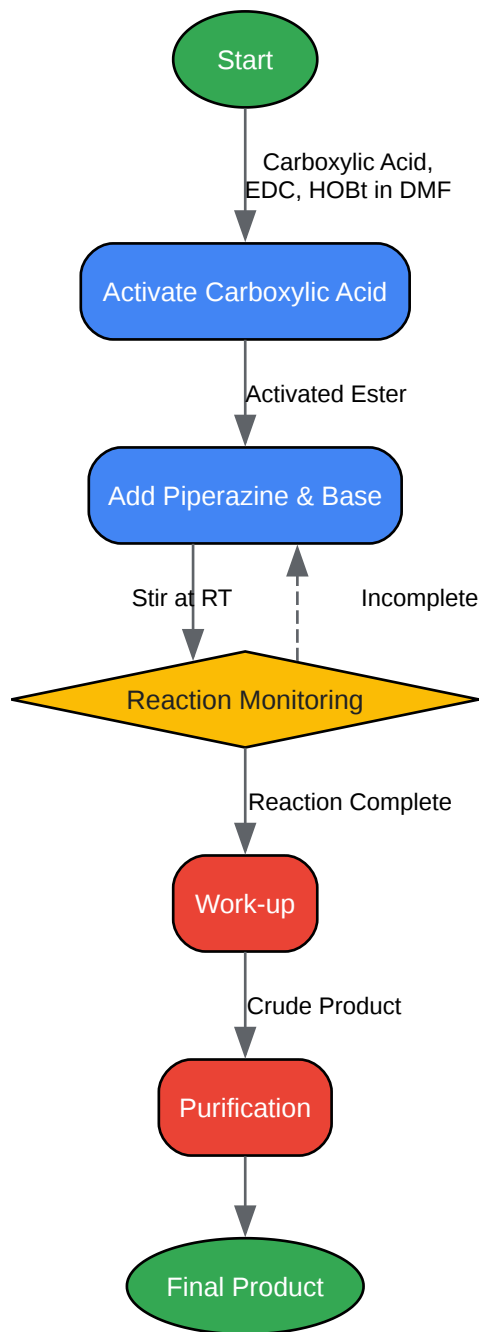 Start
Carboxylic Acid,
EDC, HOBt in DMF
Activate Carboxylic Acid
Activated Ester
Add Piperazine & Base
Stir at RT
Incomplete
Reaction Monitoring
Reaction Complete
Work-up
Crude Product
Purification
Final Product